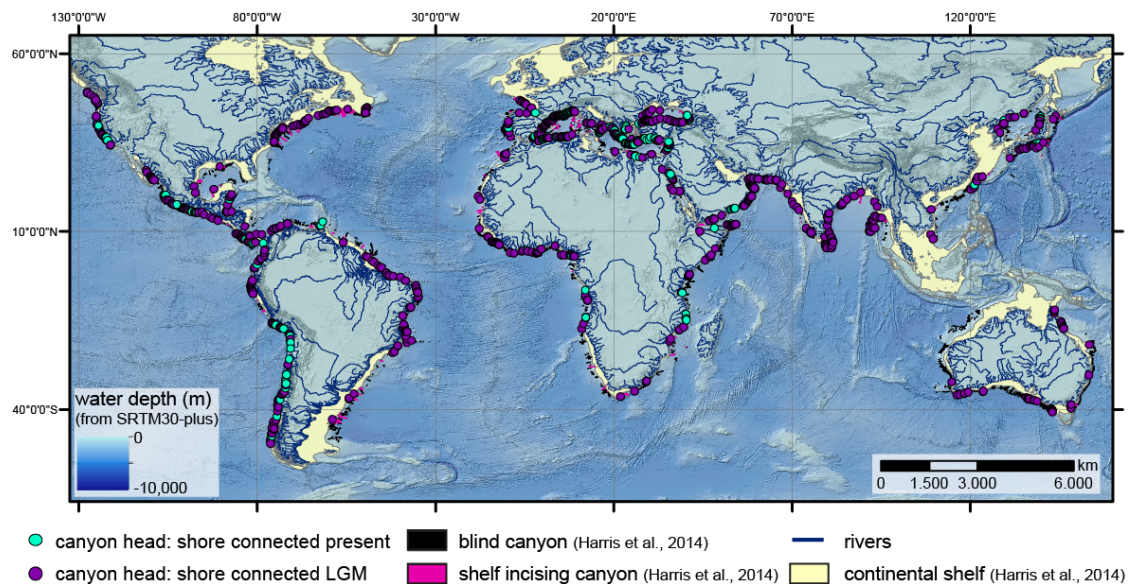 130°0'0"W 80°0'0"W 30°0'0"W 20°0'0"E 70°0'0"E 120°0'0"E
60°0'0"N
10°0'0"N
40°0'0"S
water depth (m)
(from SRTM30-plus)
0
-10,000
km
0 1.500 3.000 6.000
canyon head: shore connected present blind canyon (Harris et al., 2014) rivers
canyon head: shore connected LGM shelf incising canyon (Harris et al., 2014) continental shelf (Harris et al., 2014)